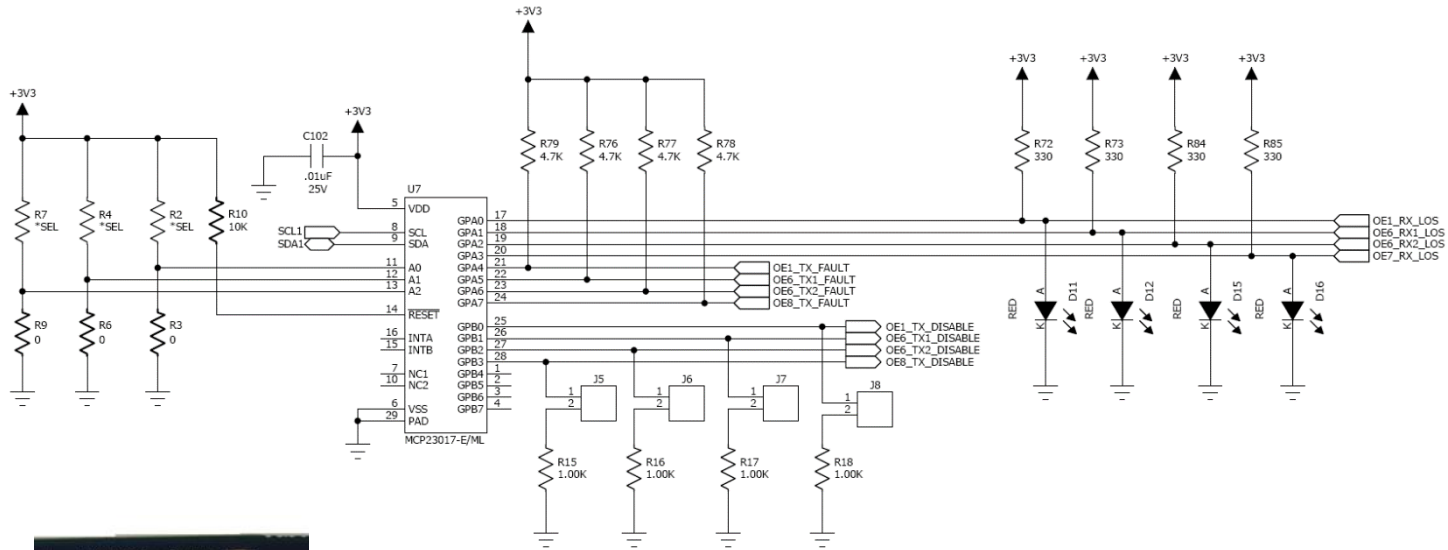 +3V3
+3V3
+3V3
+3V3
+3V3
+3V3
+3V3
C102
.01uF
25V
R79
4.7K
R76
4.7K
R77
4.7K
R78
4.7K
R72
330
R73
330
R84
330
R85
330
R7
*SEL
R4
*SEL
R2
*SEL
R10
10K
U7
5 VDD
SCL1 8 SCL
SDA1 9 SDA
11 A0
12 A1
13 A2
14 RESET
16 INTA
15 INTB
7 NC1
10 NC2
6 VSS
29 PAD
GPA0 17 OE1_RX_LOS
GPA1 18 OE6_RX1_LOS
GPA2 19 OE6_RX2_LOS
GPA3 20 OE7_RX_LOS
GPA4 21 OE1_TX_FAULT
GPA5 22 OE6_TX1_FAULT
GPA6 23 OE6_TX2_FAULT
GPA7 24 OE8_TX_FAULT
GPB0 25 OE1_TX_DISABLE
GPB1 26 OE6_TX1_DISABLE
GPB2 27 OE6_TX2_DISABLE
GPB3 28 OE8_TX_DISABLE
GPB4 1
GPB5 2
GPB6 3
GPB7 4
MCP23017-E/ML
R9
0
R6
0
R3
0
J5
1
2
J6
1
2
J7
1
2
J8
1
2
R15
1.00K
R16
1.00K
R17
1.00K
R18
1.00K
RED A K D11
RED A K D12
RED A K D15
RED A K D16